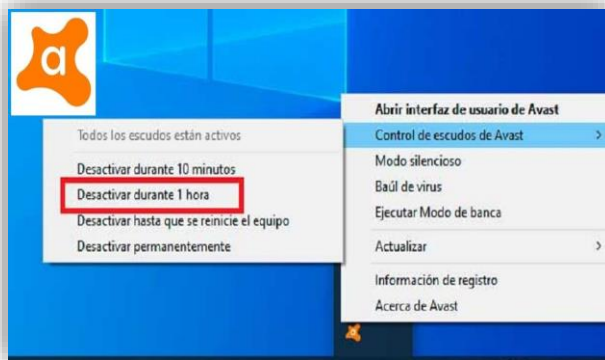 a
Abrir interfaz de usuario de Avast
Control de escudos de Avast
Modo silencioso
Baúl de virus
Ejecutar Modo de banca
Actualizar
Información de registro
Acerca de Avast
Todos los escudos están activos
Desactivar durante 10 minutos
Desactivar durante 1 hora
Desactivar hasta que se reinicie el equipo
Desactivar permanentemente